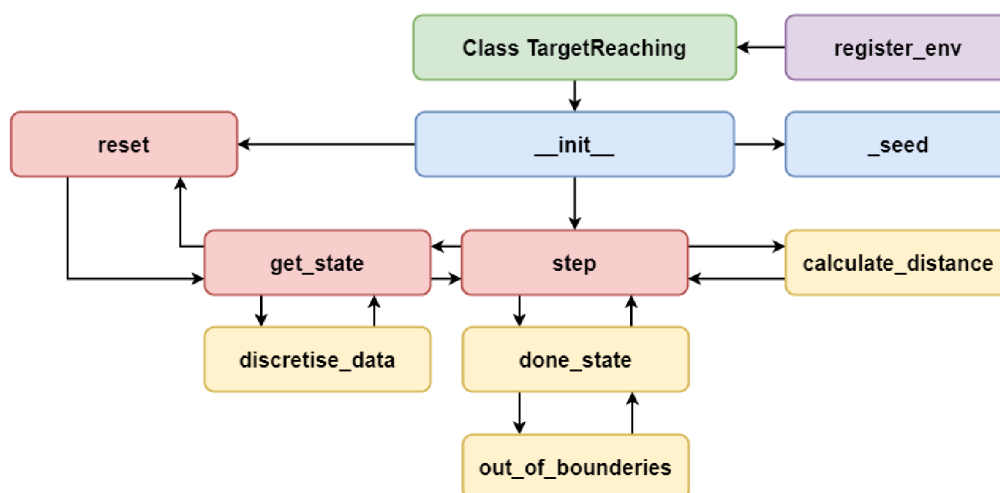 Class TargetReaching
register_env
reset
__init__
_seed
get_state
step
calculate_distance
discretise_data
done_state
out_of_bounderies